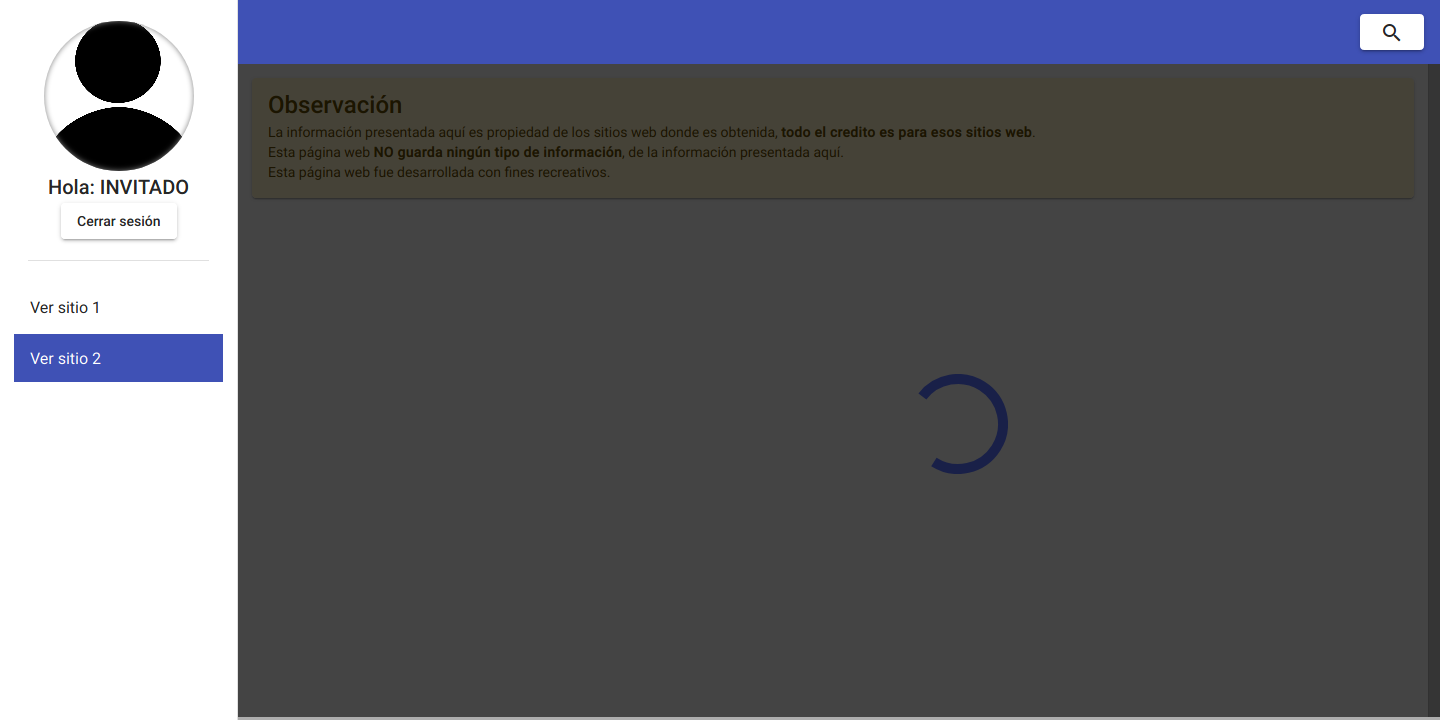 Hola: INVITADO
Cerrar sesión
Ver sitio 1
Ver sitio 2
Observación
La información presentada aquí es propiedad de los sitios web donde es obtenida, todo el credito es para esos sitios web.
Esta página web NO guarda ningún tipo de información, de la información presentada aquí.
Esta página web fue desarrollada con fines recreativos.